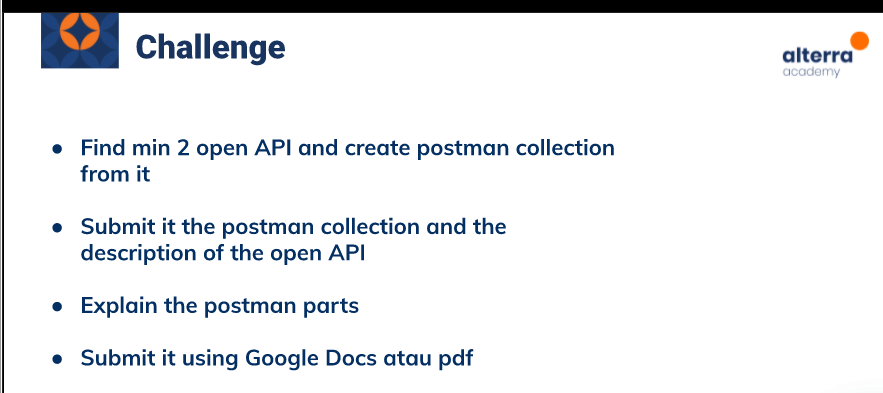 Challenge
alterra
academy
● Find min 2 open API and create postman collection
from it
● Submit it the postman collection and the
description of the open API
● Explain the postman parts
● Submit it using Google Docs atau pdf